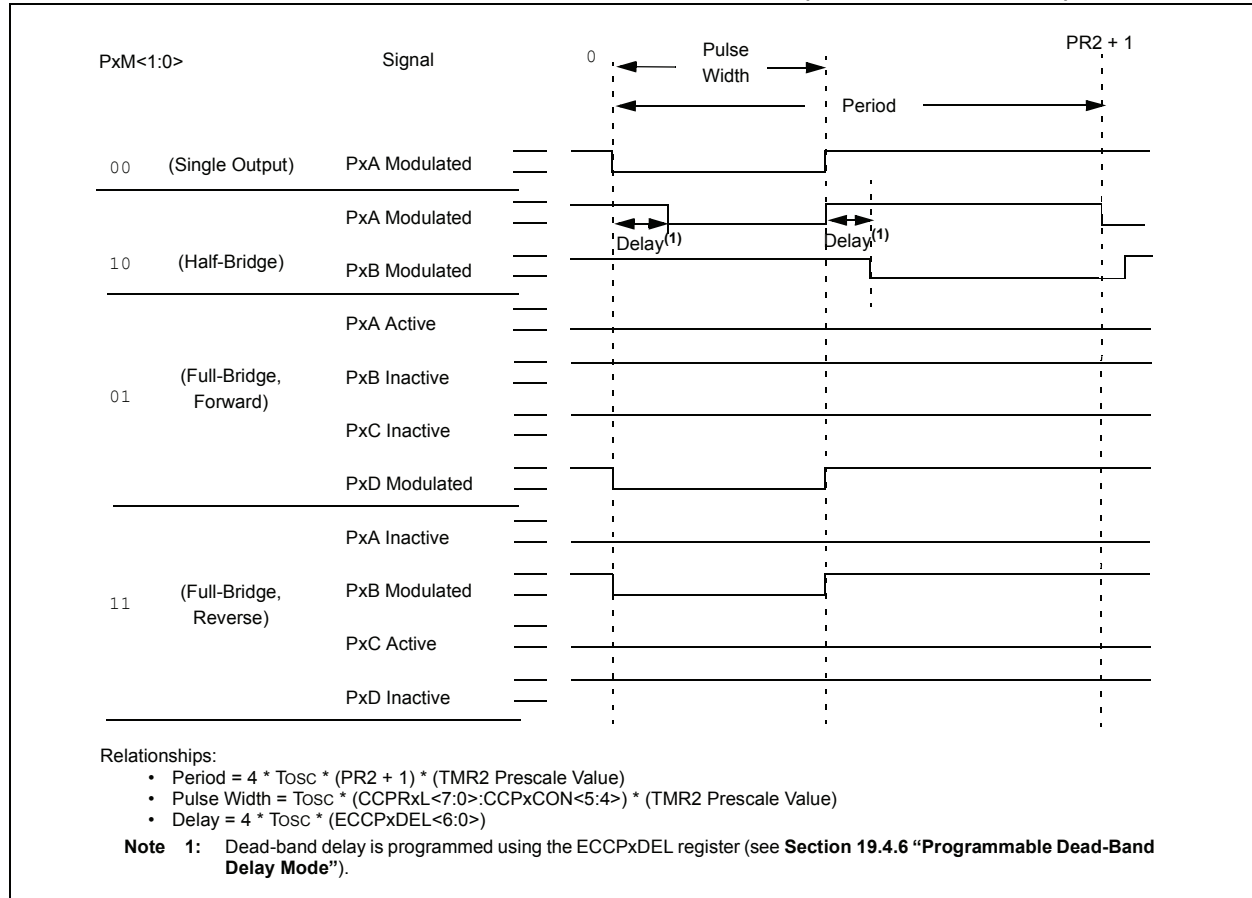 PxM<1:0> Signal 0 Pulse Width PR2 + 1
Period
00 (Single Output) PxA Modulated
PxA Modulated
Delay(1) Delay(1)
10 (Half-Bridge) PxB Modulated
PxA Active
01 (Full-Bridge, Forward) PxB Inactive
PxC Inactive
PxD Modulated
PxA Inactive
11 (Full-Bridge, Reverse) PxB Modulated
PxC Active
PxD Inactive
Relationships:
• Period = 4 * TOSC * (PR2 + 1) * (TMR2 Prescale Value)
• Pulse Width = TOSC * (CCPRxL<7:0>:CCPxCON<5:4>) * (TMR2 Prescale Value)
• Delay = 4 * TOSC * (ECCPxDEL<6:0>)
Note 1: Dead-band delay is programmed using the ECCPxDEL register (see Section 19.4.6 “Programmable Dead-Band
Delay Mode”).